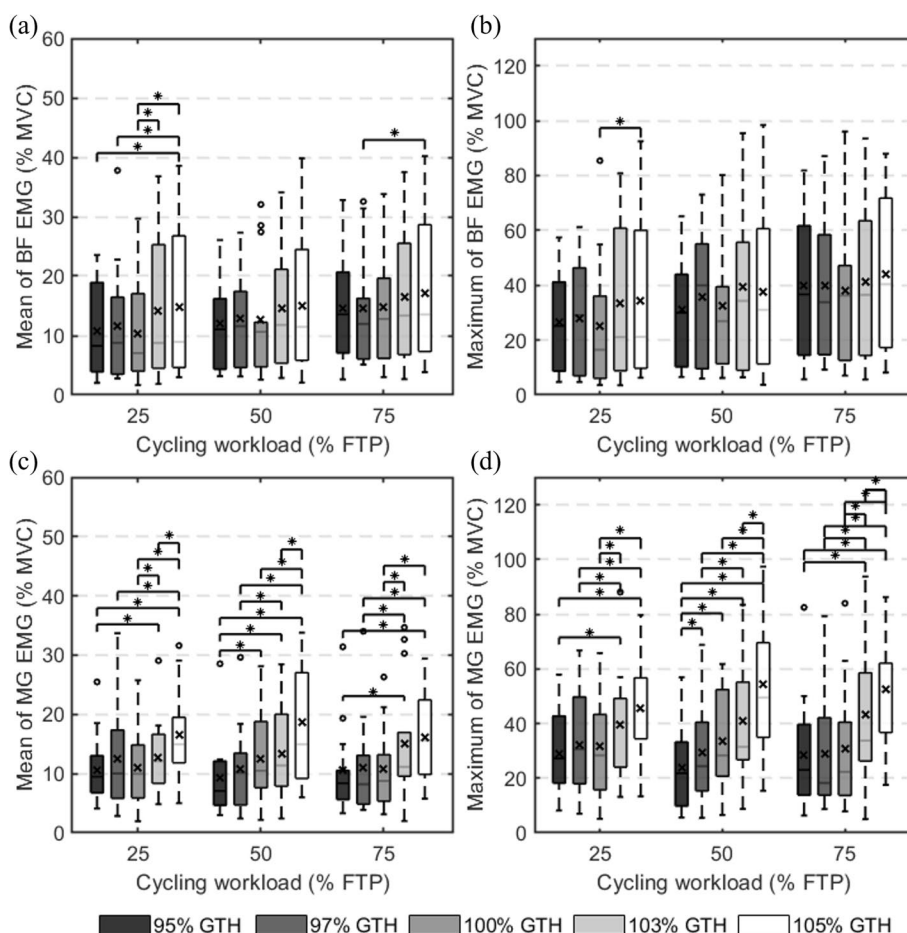 (a)
(b)
60
50
40
30
20
10
0
Mean of BF EMG (% MVC)
25
50
75
Cycling workload (% FTP)
120
100
80
60
40
20
0
Maximum of BF EMG (% MVC)
25
50
75
Cycling workload (% FTP)
(c)
(d)
60
50
40
30
20
10
0
Mean of MG EMG (% MVC)
25
50
75
Cycling workload (% FTP)
120
100
80
60
40
20
0
Maximum of MG EMG (% MVC)
25
50
75
Cycling workload (% FTP)
95% GTH
97% GTH
100% GTH
103% GTH
105% GTH